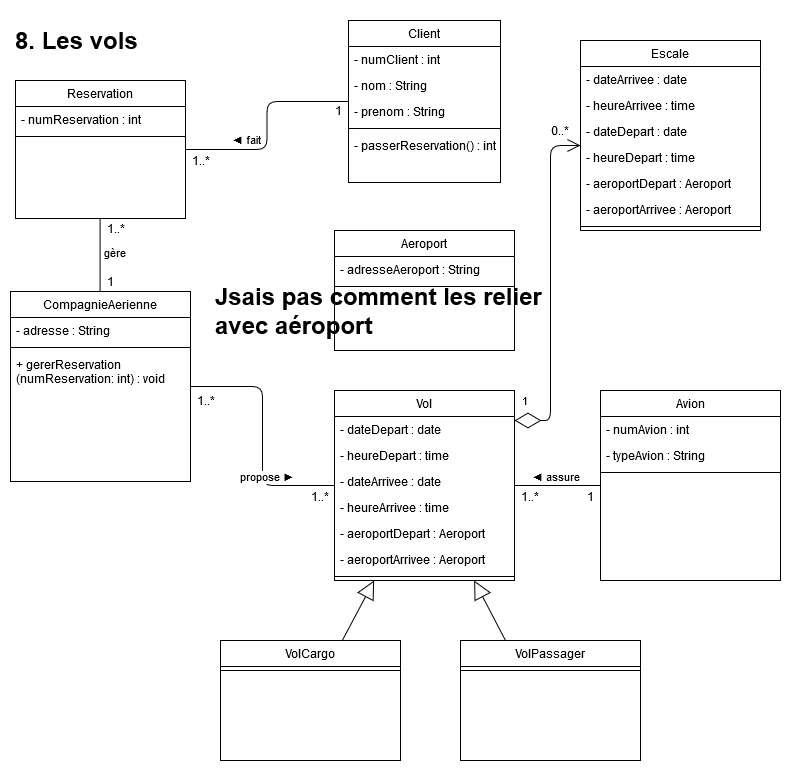 8. Les vols
Client
- numClient : int
- nom : String
- prenom : String
- passerReservation() : int
Escale
- dateArrivee : date
- heureArrivee : time
- dateDepart : date
- heureDepart : time
- aeroportDepart : Aeroport
- aeroportArrivee : Aeroport
Reservation
- numReservation : int
1
◄ fait
1..*
0..*
1..*
gère
1
Aeroport
- adresseAeroport : String
Jsais pas comment les relier
avec aéroport
CompagnieAerienne
- adresse : String
+ gererReservation
(numReservation: int) : void
1..*
propose ►
1..*
Vol
- dateDepart : date
- heureDepart : time
- dateArrivee : date
- heureArrivee : time
- aeroportDepart : Aeroport
- aeroportArrivee : Aeroport
1
◄ assure
1..*
1
Avion
- numAvion : int
- typeAvion : String
VolCargo
VolPassager